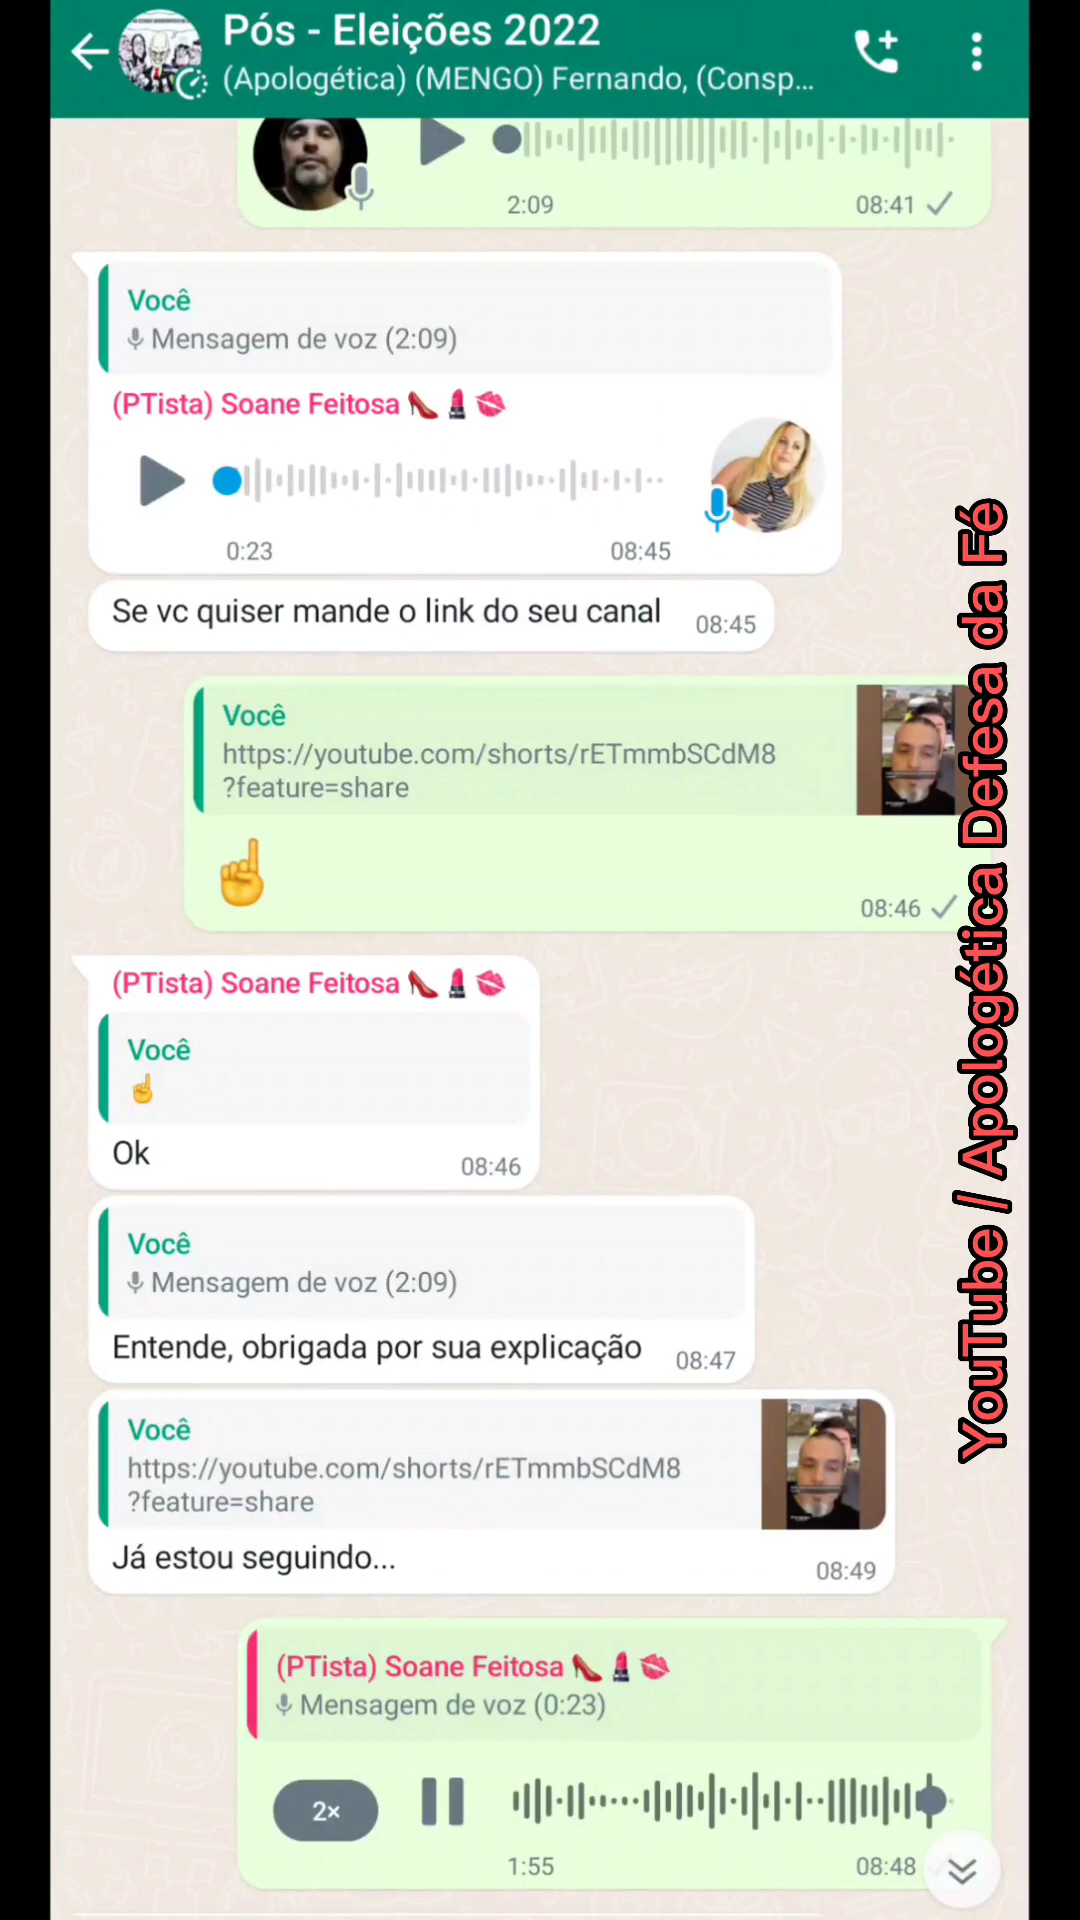 Pós - Eleições 2022
(Apologética) (MENGO) Fernando, (Consp...
2:09
08:41
Você
Mensagem de voz (2:09)
(PTista) Soane Feitosa 👠💄💋
0:23
08:45
Se vc quiser mande o link do seu canal
08:45
Você
https://youtube.com/shorts/rETmmbSCdM8
?feature=share
☝
08:46
(PTista) Soane Feitosa 👠💄💋
Você
☝
Ok
08:46
Você
Mensagem de voz (2:09)
Entende, obrigada por sua explicação
08:47
Você
https://youtube.com/shorts/rETmmbSCdM8
?feature=share
Já estou seguindo...
08:49
(PTista) Soane Feitosa 👠💄💋
Mensagem de voz (0:23)
2×
1:55
08:48
YouTube / Apologética Defesa da Fé